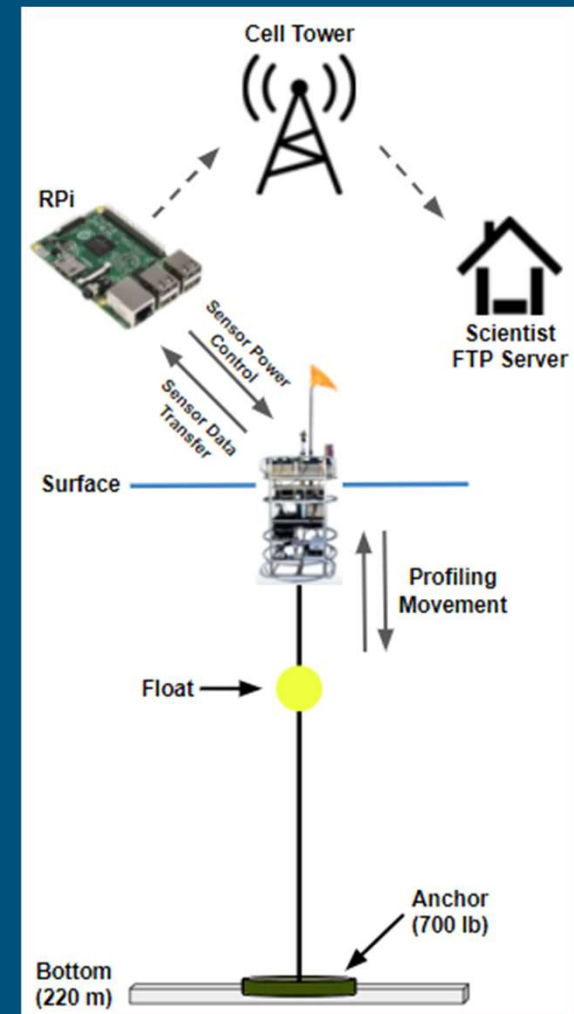 Cell Tower
RPi
Scientist
FTP Server
Sensor Power
Control
Sensor Data
Transfer
Surface
Profiling
Movement
Float
Anchor
(700 lb)
Bottom
(220 m)